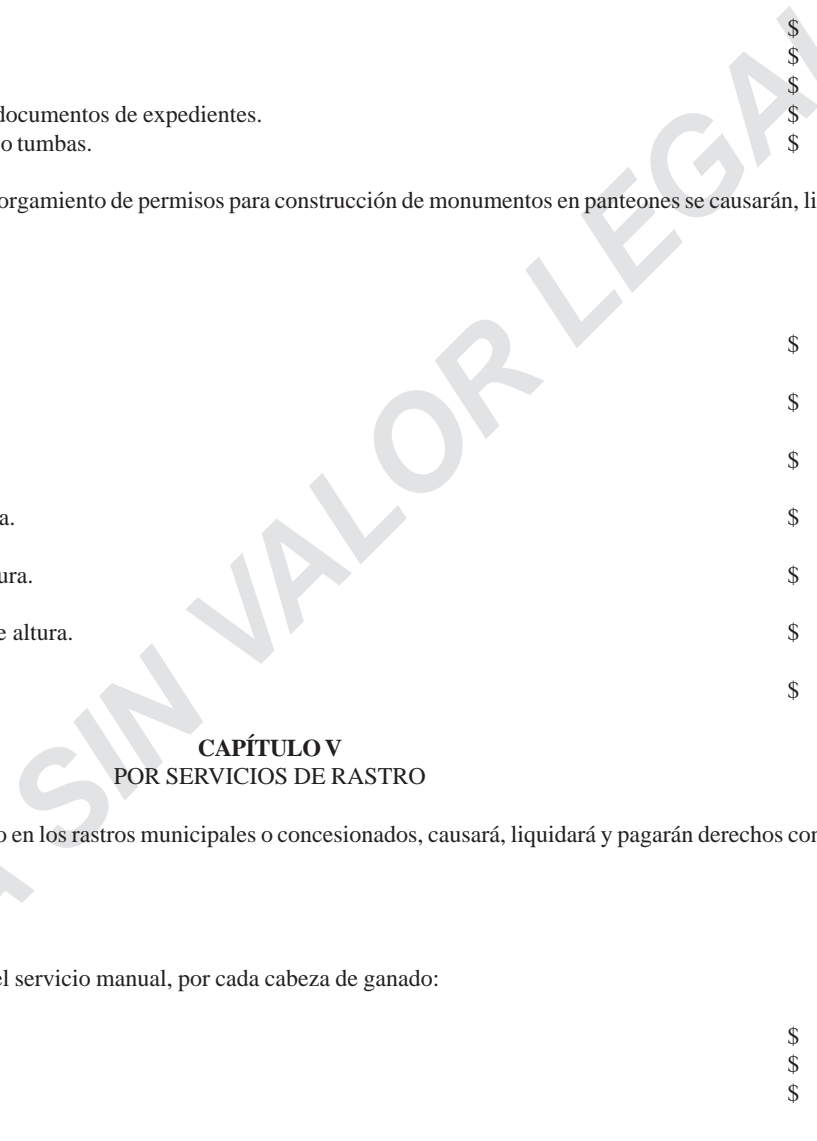 $
$
$
documentos de expedientes. $
o tumbas. $
orgamiento de permisos para construcción de monumentos en panteones se causarán, li
$
$
$
a. $
ura. $
e altura. $
$
CAPÍTULO V
POR SERVICIOS DE RASTRO
o en los rastros municipales o concesionados, causará, liquidará y pagarán derechos con
el servicio manual, por cada cabeza de ganado:
$
$
$
A SIN VALOR LEGAL